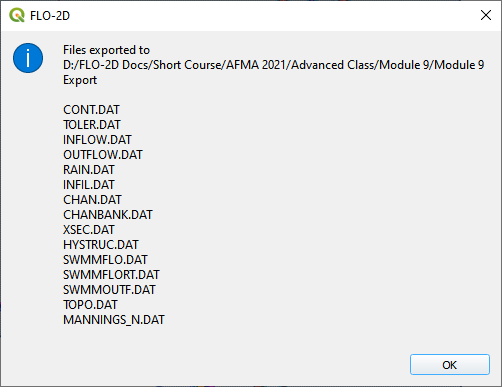 FLO-2D
Files exported to
D:/FLO-2D Docs/Short Course/AFMA 2021/Advanced Class/Module 9/Module 9
Export
CONT.DAT
TOLER.DAT
INFLOW.DAT
OUTFLOW.DAT
RAIN.DAT
INFIL.DAT
CHAN.DAT
CHANBANK.DAT
XSEC.DAT
HYSTRUC.DAT
SWMMFLO.DAT
SWMMFLORT.DAT
SWMMOUTF.DAT
TOPO.DAT
MANNINGS_N.DAT
OK